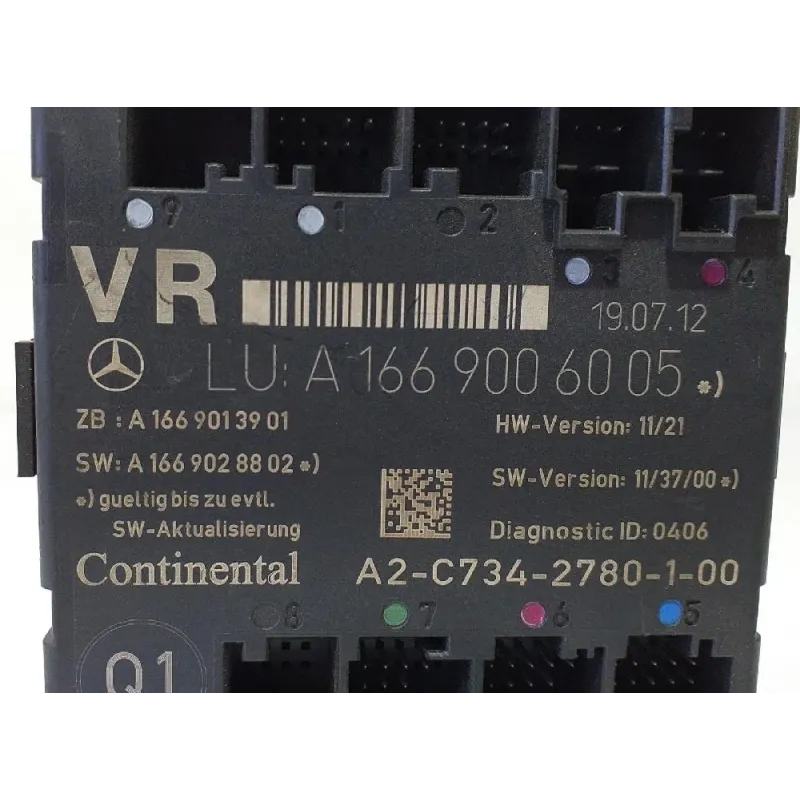 9 1 2 3 4
VR
19.07.12
LU: A 166 900 60 05 *)
ZB : A 166 901 39 01
HW-Version: 11/21
SW: A 166 902 88 02 *)
SW-Version: 11/37/00 *)
*) gueltig bis zu evtl.
SW-Aktualisierung
Diagnostic ID: 0406
Continental
A2-C734-2780-1-00
8 7 6 5
Q1